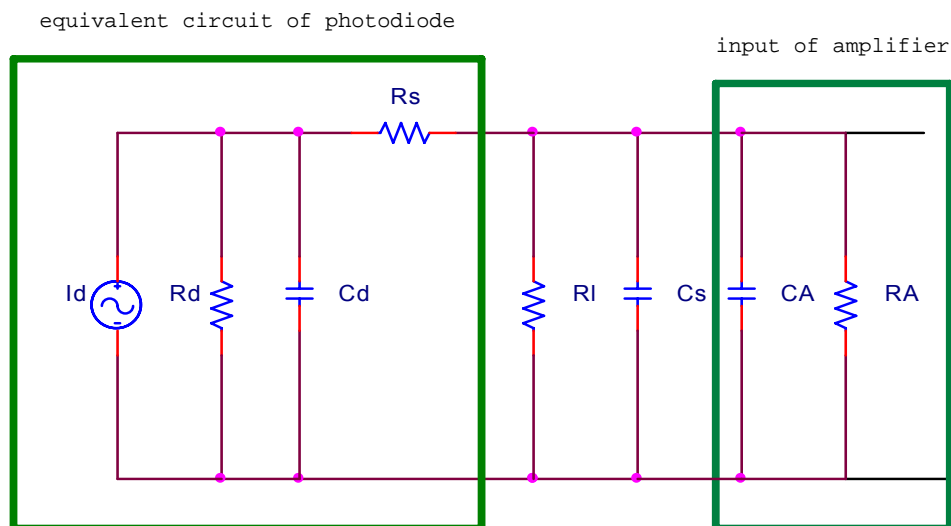 equivalent circuit of photodiode
input of amplifier
Rs
Id
Rd
Cd
Rl
Cs
CA
RA